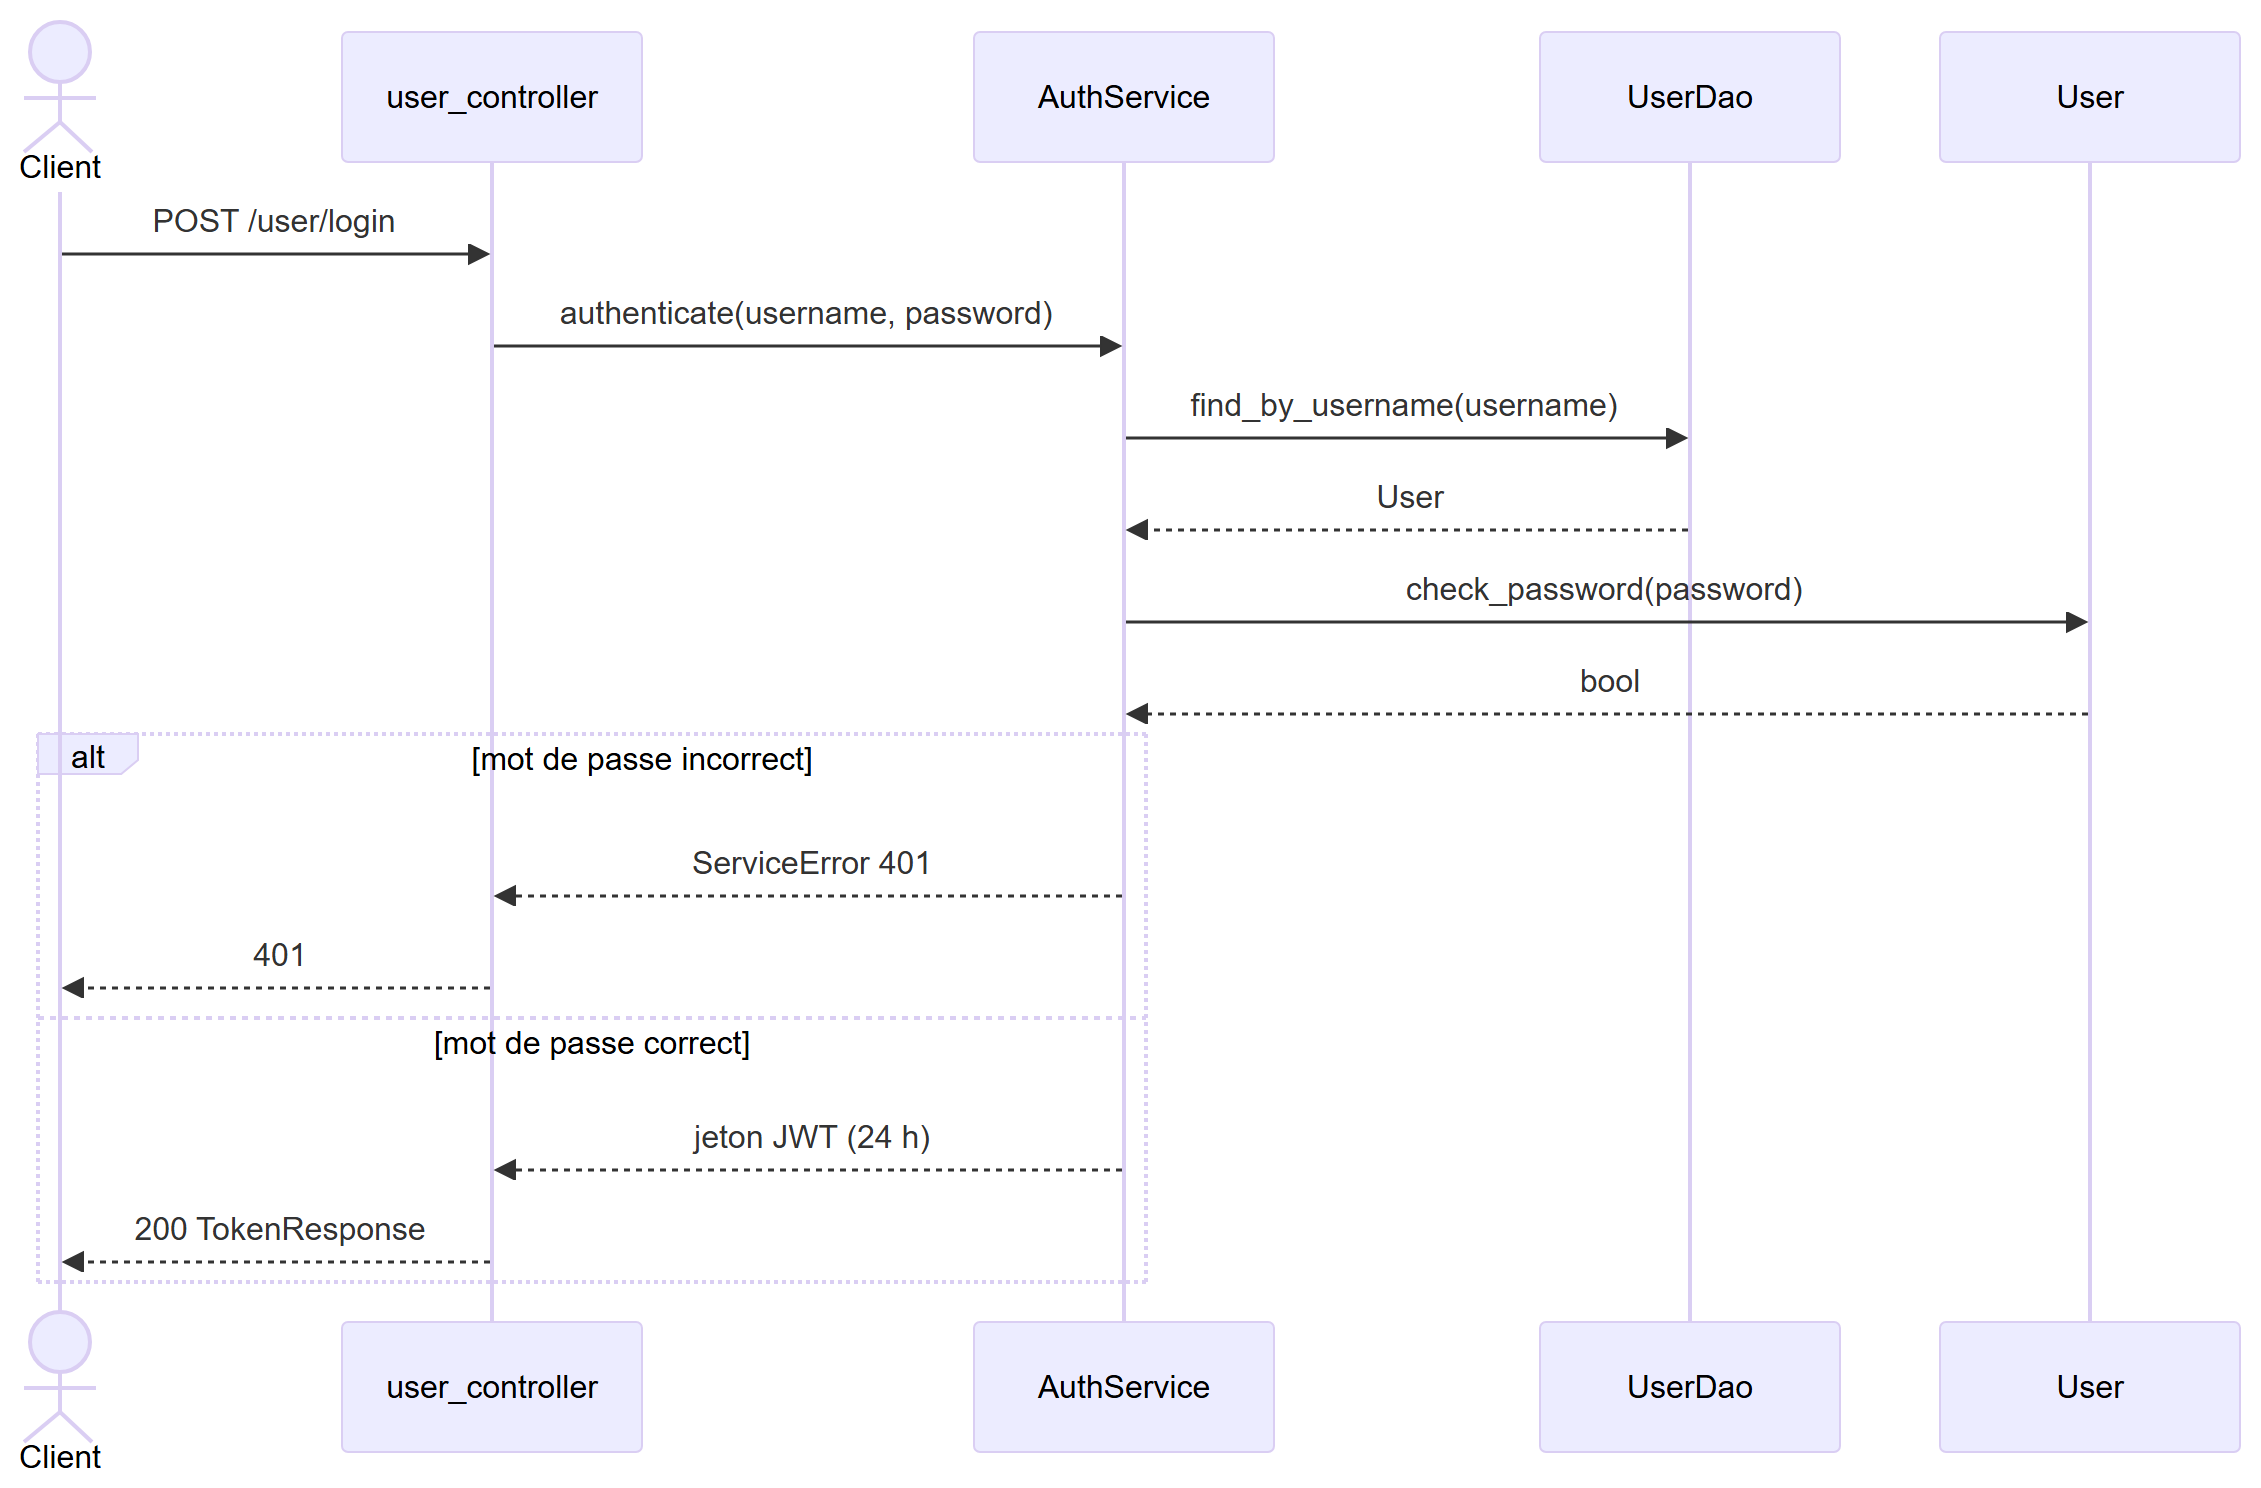 Client
user_controller
AuthService
UserDao
User
POST /user/login
authenticate(username, password)
find_by_username(username)
User
check_password(password)
bool
alt
[mot de passe incorrect]
ServiceError 401
401
[mot de passe correct]
jeton JWT (24 h)
200 TokenResponse
Client
user_controller
AuthService
UserDao
User